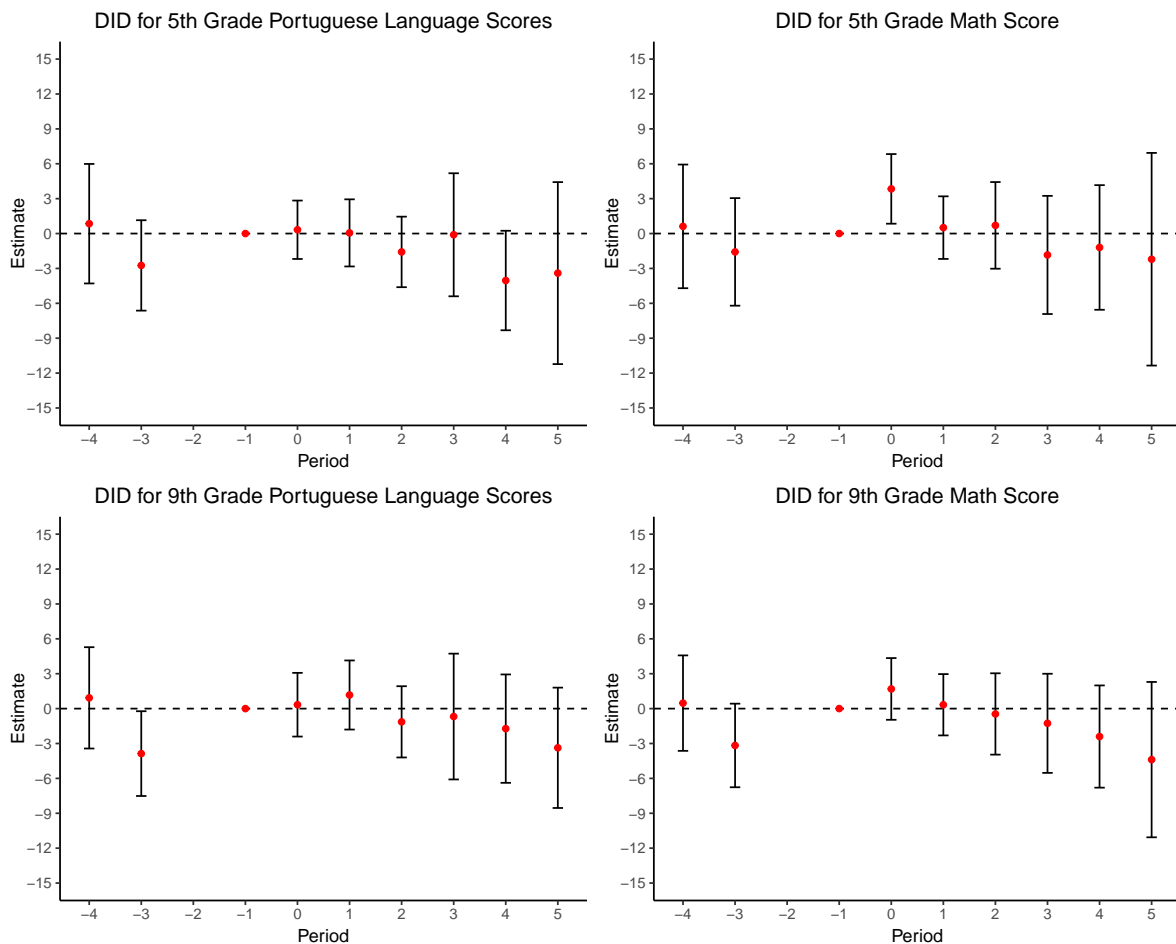 DID for 5th Grade Portuguese Language Scores
Estimate
15
12
9
6
3
0
−3
−6
−9
−12
−15
−4 −3 −2 −1 0 1 2 3 4 5
Period
DID for 5th Grade Math Score
Estimate
15
12
9
6
3
0
−3
−6
−9
−12
−15
−4 −3 −2 −1 0 1 2 3 4 5
Period
DID for 9th Grade Portuguese Language Scores
Estimate
15
12
9
6
3
0
−3
−6
−9
−12
−15
−4 −3 −2 −1 0 1 2 3 4 5
Period
DID for 9th Grade Math Score
Estimate
15
12
9
6
3
0
−3
−6
−9
−12
−15
−4 −3 −2 −1 0 1 2 3 4 5
Period